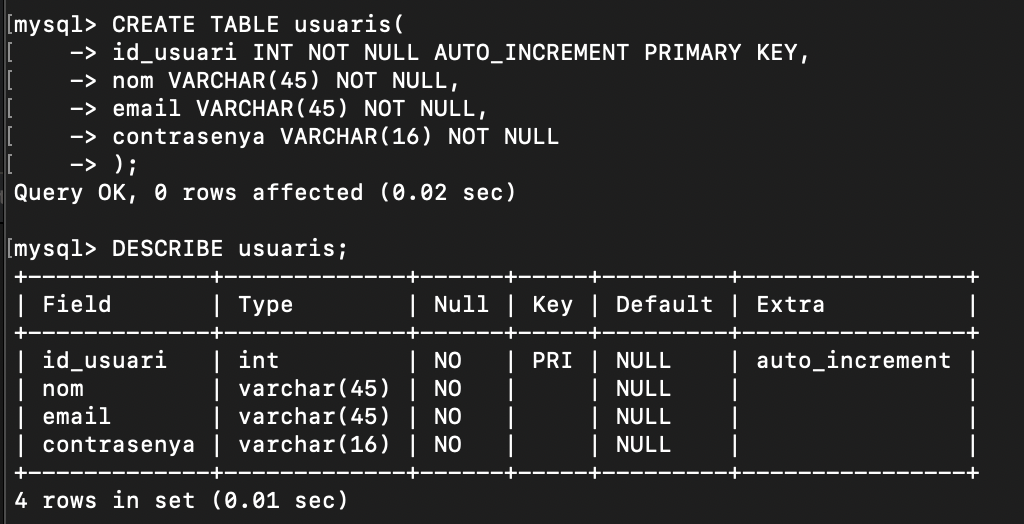 [mysql> CREATE TABLE usuaris(
[    -> id_usuari INT NOT NULL AUTO_INCREMENT PRIMARY KEY,
[    -> nom VARCHAR(45) NOT NULL,
[    -> email VARCHAR(45) NOT NULL,
[    -> contrasenya VARCHAR(16) NOT NULL
[    -> );
Query OK, 0 rows affected (0.02 sec)

[mysql> DESCRIBE usuaris;
+-------------+-------------+------+-----+---------+----------------+
| Field       | Type        | Null | Key | Default | Extra          |
+-------------+-------------+------+-----+---------+----------------+
| id_usuari   | int         | NO   | PRI | NULL    | auto_increment |
| nom         | varchar(45) | NO   |     | NULL    |                |
| email       | varchar(45) | NO   |     | NULL    |                |
| contrasenya | varchar(16) | NO   |     | NULL    |                |
+-------------+-------------+------+-----+---------+----------------+
4 rows in set (0.01 sec)